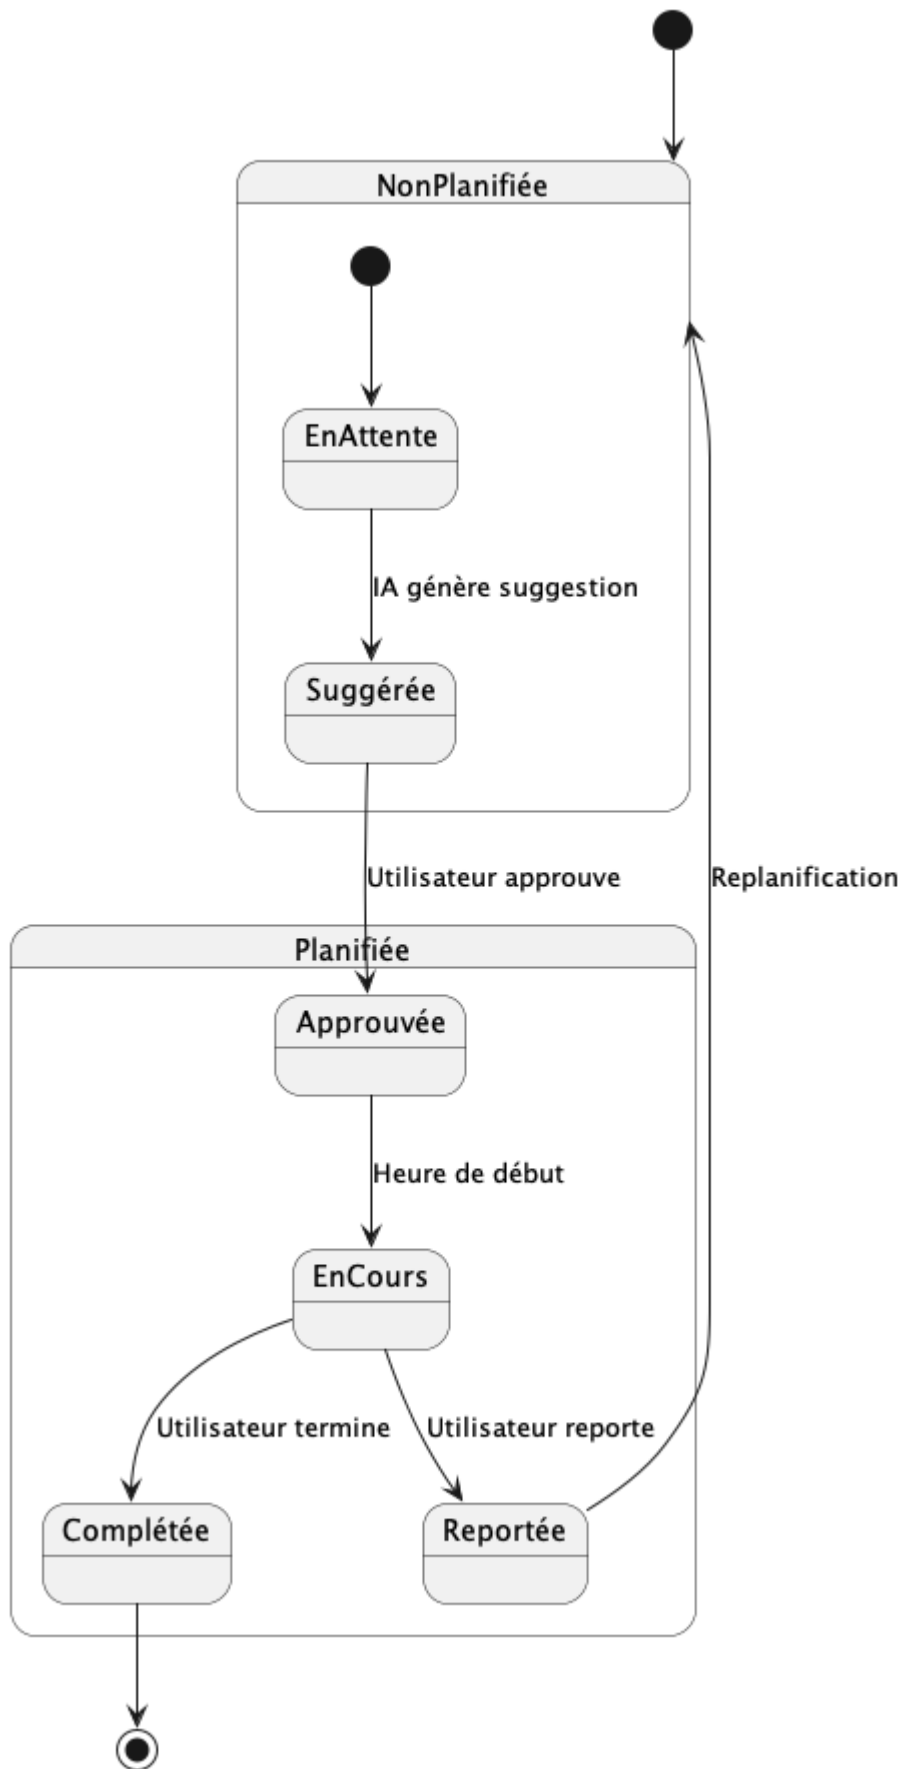 NonPlanifiée
EnAttente
IA génère suggestion
Suggérée
Utilisateur approuve
Replanification
Planifiée
Approuvée
Heure de début
EnCours
Utilisateur termine
Utilisateur reporte
Complétée
Reportée